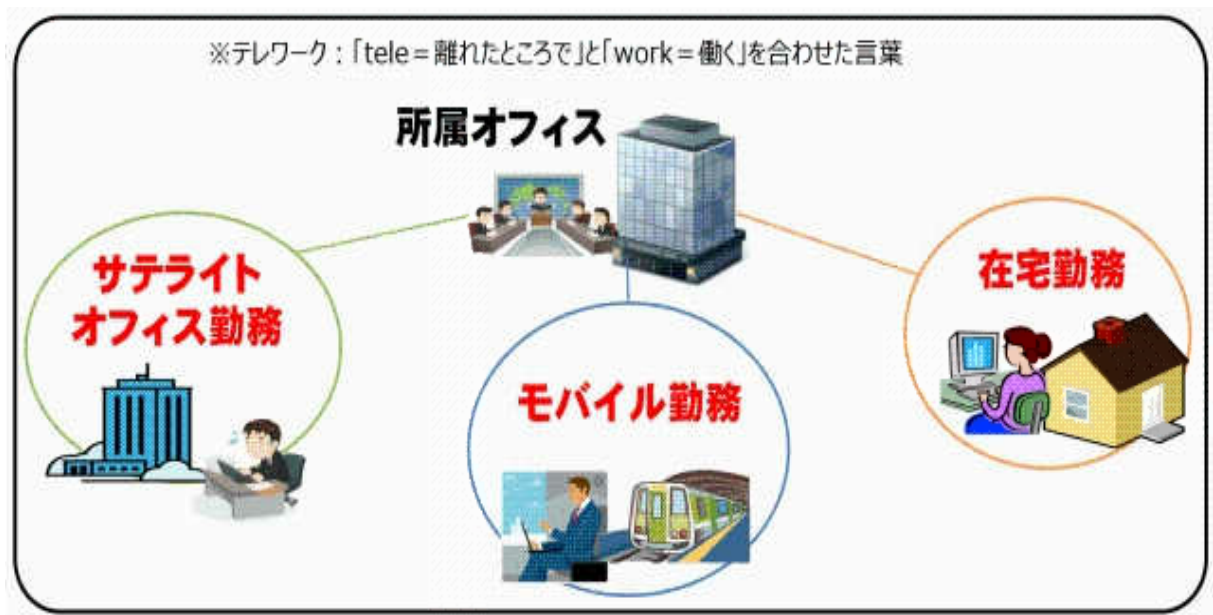 ※テレワーク：「tele＝離れたところで」と「work＝働く」を合わせた言葉
所属オフィス
サテライト
オフィス勤務
モバイル勤務
在宅勤務